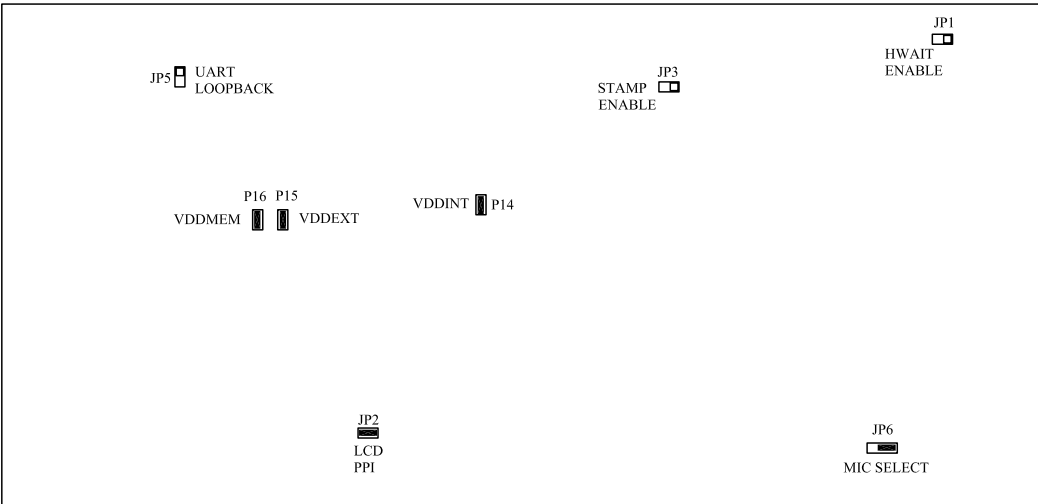 JP1
HWAIT
ENABLE
JP5
UART
LOOPBACK
JP3
STAMP
ENABLE
P16 P15
VDDMEM
VDDEXT
VDDINT
P14
JP2
LCD
PPI
JP6
MIC SELECT